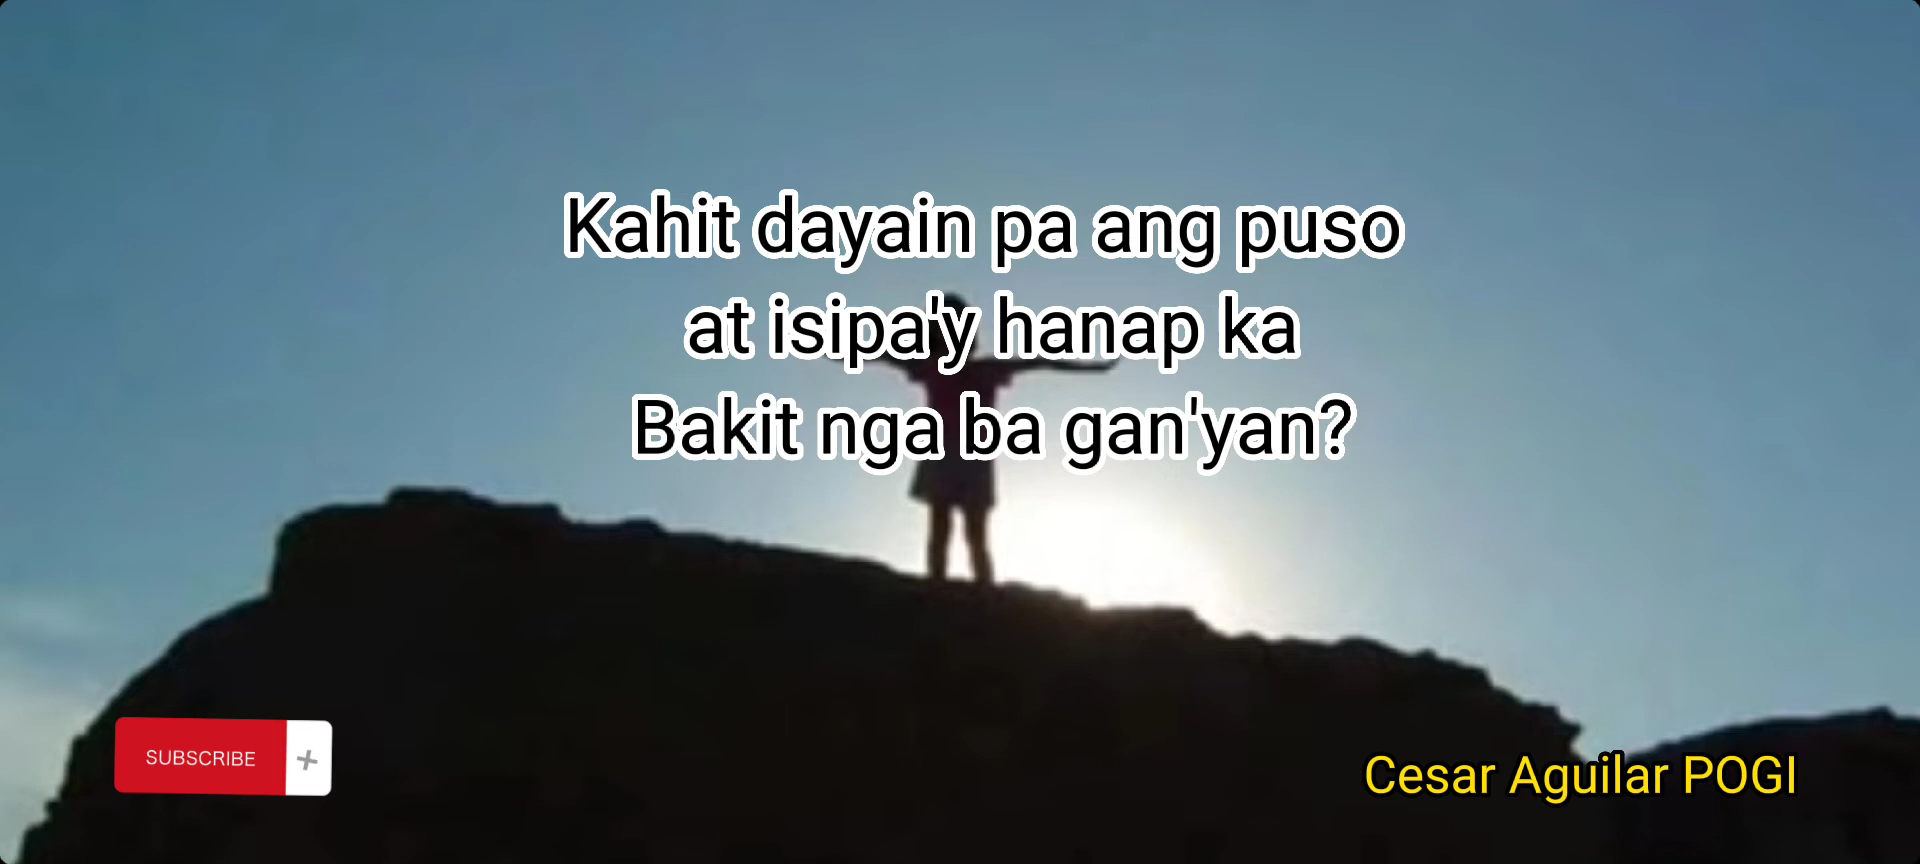 Kahit dayain pa ang puso
at isipa'y hanap ka
Bakit nga ba gan'yan?
SUBSCRIBE +
Cesar Aguilar POGI